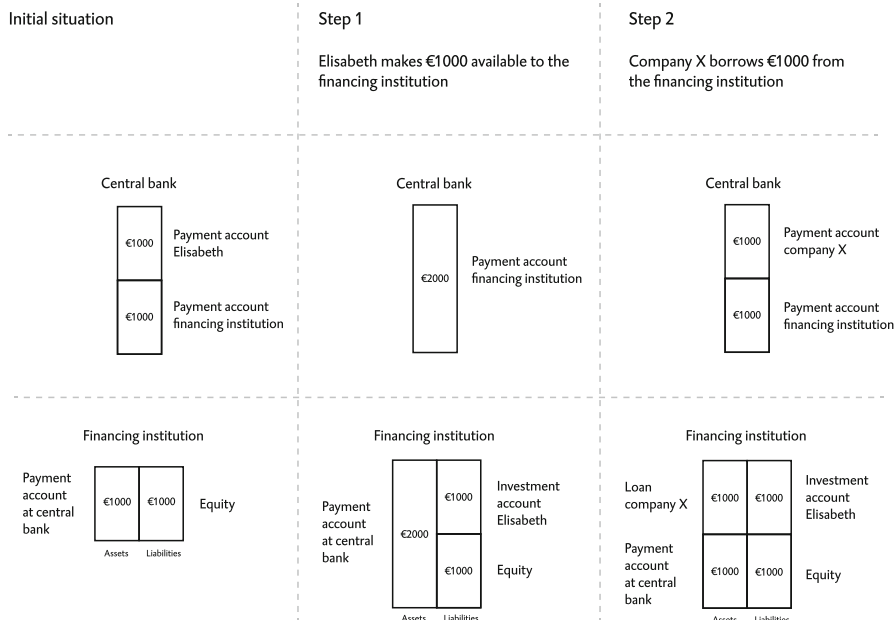 Initial situation
Step 1
Step 2
Elisabeth makes €1000 available to the
financing institution
Company X borrows €1000 from
the financing institution
Central bank
€1000
Payment account
Elisabeth
€1000
Payment account
financing institution
Central bank
€2000
Payment account
financing institution
Central bank
€1000
Payment account
company X
€1000
Payment account
financing institution
Financing institution
Payment
account
at central
bank
€1000
€1000
Equity
Assets
Liabilities
Financing institution
Payment
account
at central
bank
€2000
€1000
Investment
account
Elisabeth
€1000
Equity
Assets
Liabilities
Financing institution
Loan
company X
€1000
€1000
Investment
account
Elisabeth
Payment
account
at central
bank
€1000
€1000
Equity
Assets
Liabilities